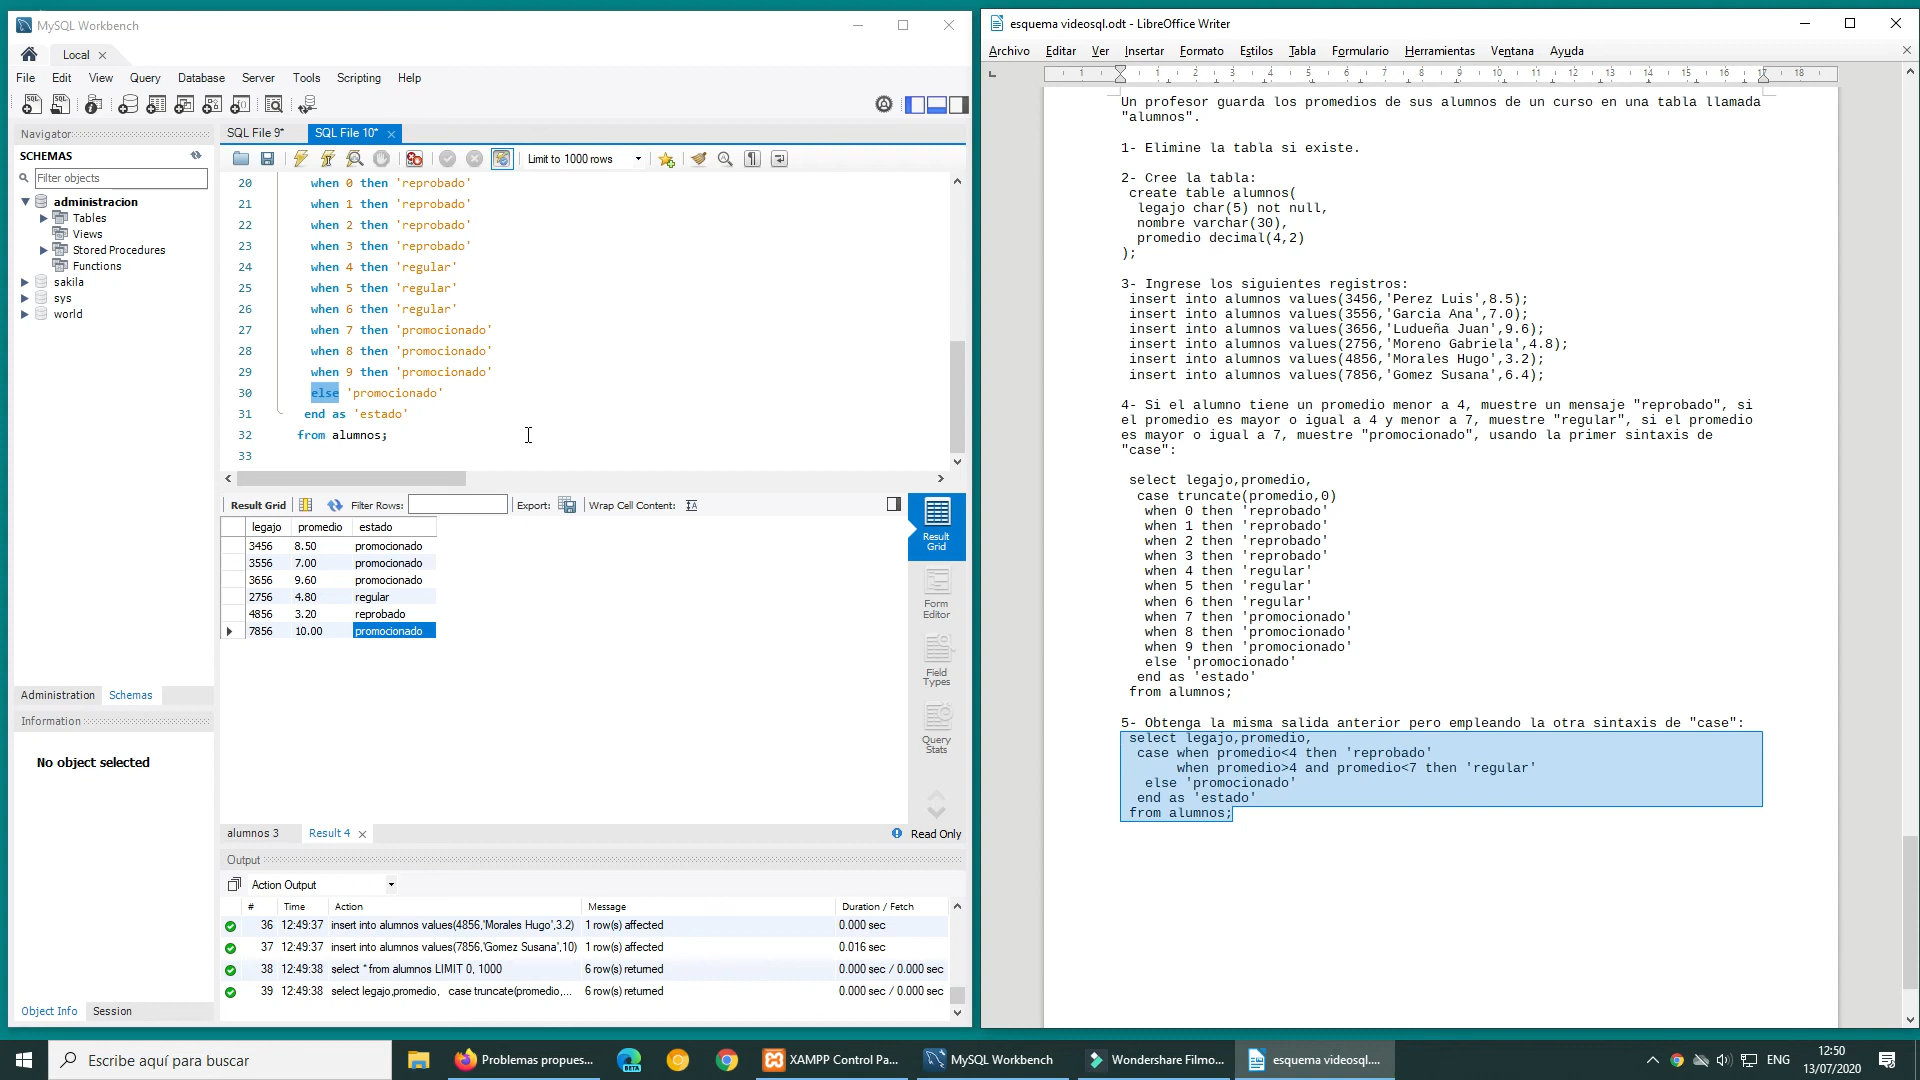 MySQL Workbench
Local
File Edit View Query Database Server Tools Scripting Help
Navigator
SCHEMAS
Filter objects
administracion
Tables
Views
Stored Procedures
Functions
sakila
sys
world
Administration Schemas
Information
No object selected
Object Info Session
SQL File 9* SQL File 10*
Limit to 1000 rows
20 when 0 then 'reprobado'
21 when 1 then 'reprobado'
22 when 2 then 'reprobado'
23 when 3 then 'reprobado'
24 when 4 then 'regular'
25 when 5 then 'regular'
26 when 6 then 'regular'
27 when 7 then 'promocionado'
28 when 8 then 'promocionado'
29 when 9 then 'promocionado'
30 else 'promocionado'
31 end as 'estado'
32 from alumnos;
33
Result Grid Filter Rows: Export: Wrap Cell Content:
legajo promedio estado
3456 8.50 promocionado
3556 7.00 promocionado
3656 9.60 promocionado
2756 4.80 regular
4856 3.20 reprobado
7856 10.00 promocionado
Result
Grid
Form
Editor
Field
Types
Query
Stats
alumnos 3 Result 4 Read Only
Output
Action Output
# Time Action Message Duration / Fetch
36 12:49:37 insert into alumnos values(4856,'Morales Hugo',3.2) 1 row(s) affected 0.000 sec
37 12:49:37 insert into alumnos values(7856,'Gomez Susana',10) 1 row(s) affected 0.016 sec
38 12:49:38 select * from alumnos LIMIT 0, 1000 6 row(s) returned 0.000 sec / 0.000 sec
39 12:49:38 select legajo,promedio, case truncate(promedio,... 6 row(s) returned 0.000 sec / 0.000 sec
esquema videosql.odt - LibreOffice Writer
Archivo Editar Ver Insertar Formato Estilos Tabla Formulario Herramientas Ventana Ayuda
1 1 2 3 4 5 6 7 8 9 10 11 12 13 14 15 16 17 18
Un profesor guarda los promedios de sus alumnos de un curso en una tabla llamada
"alumnos".
1- Elimine la tabla si existe.
2- Cree la tabla:
create table alumnos(
legajo char(5) not null,
nombre varchar(30),
promedio decimal(4,2)
);
3- Ingrese los siguientes registros:
insert into alumnos values(3456,'Perez Luis',8.5);
insert into alumnos values(3556,'Garcia Ana',7.0);
insert into alumnos values(3656,'Ludueña Juan',9.6);
insert into alumnos values(2756,'Moreno Gabriela',4.8);
insert into alumnos values(4856,'Morales Hugo',3.2);
insert into alumnos values(7856,'Gomez Susana',6.4);
4- Si el alumno tiene un promedio menor a 4, muestre un mensaje "reprobado", si
el promedio es mayor o igual a 4 y menor a 7, muestre "regular", si el promedio
es mayor o igual a 7, muestre "promocionado", usando la primer sintaxis de
"case":
select legajo,promedio,
case truncate(promedio,0)
when 0 then 'reprobado'
when 1 then 'reprobado'
when 2 then 'reprobado'
when 3 then 'reprobado'
when 4 then 'regular'
when 5 then 'regular'
when 6 then 'regular'
when 7 then 'promocionado'
when 8 then 'promocionado'
when 9 then 'promocionado'
else 'promocionado'
end as 'estado'
from alumnos;
5- Obtenga la misma salida anterior pero empleando la otra sintaxis de "case":
select legajo,promedio,
case when promedio<4 then 'reprobado'
when promedio>4 and promedio<7 then 'regular'
else 'promocionado'
end as 'estado'
from alumnos;
Escribe aquí para buscar
Problemas propues...
BETA
XAMPP Control Pa...
MySQL Workbench
Wondershare Filmo...
esquema videosql....
ENG
12:50
13/07/2020